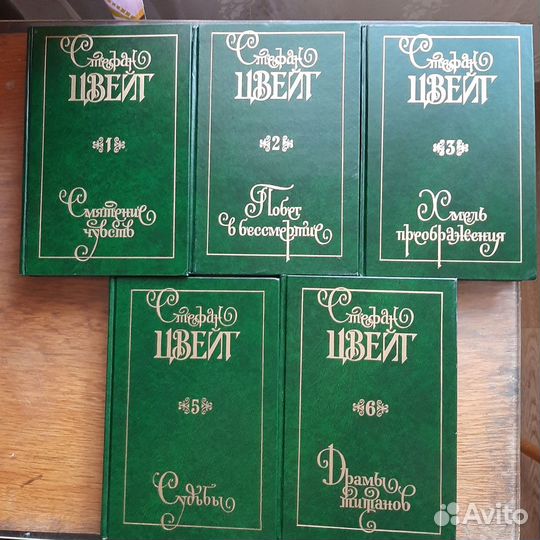 Стефан
ЦВЕЙГ
1
Смятение
чувств
Стефан
ЦВЕЙГ
2
Побег
в бессмертие
Стефан
ЦВЕЙГ
3
Хмель
преображения
Стефан
ЦВЕЙГ
5
Судьбы
Стефан
ЦВЕЙГ
6
Драмы
титанов
Avito